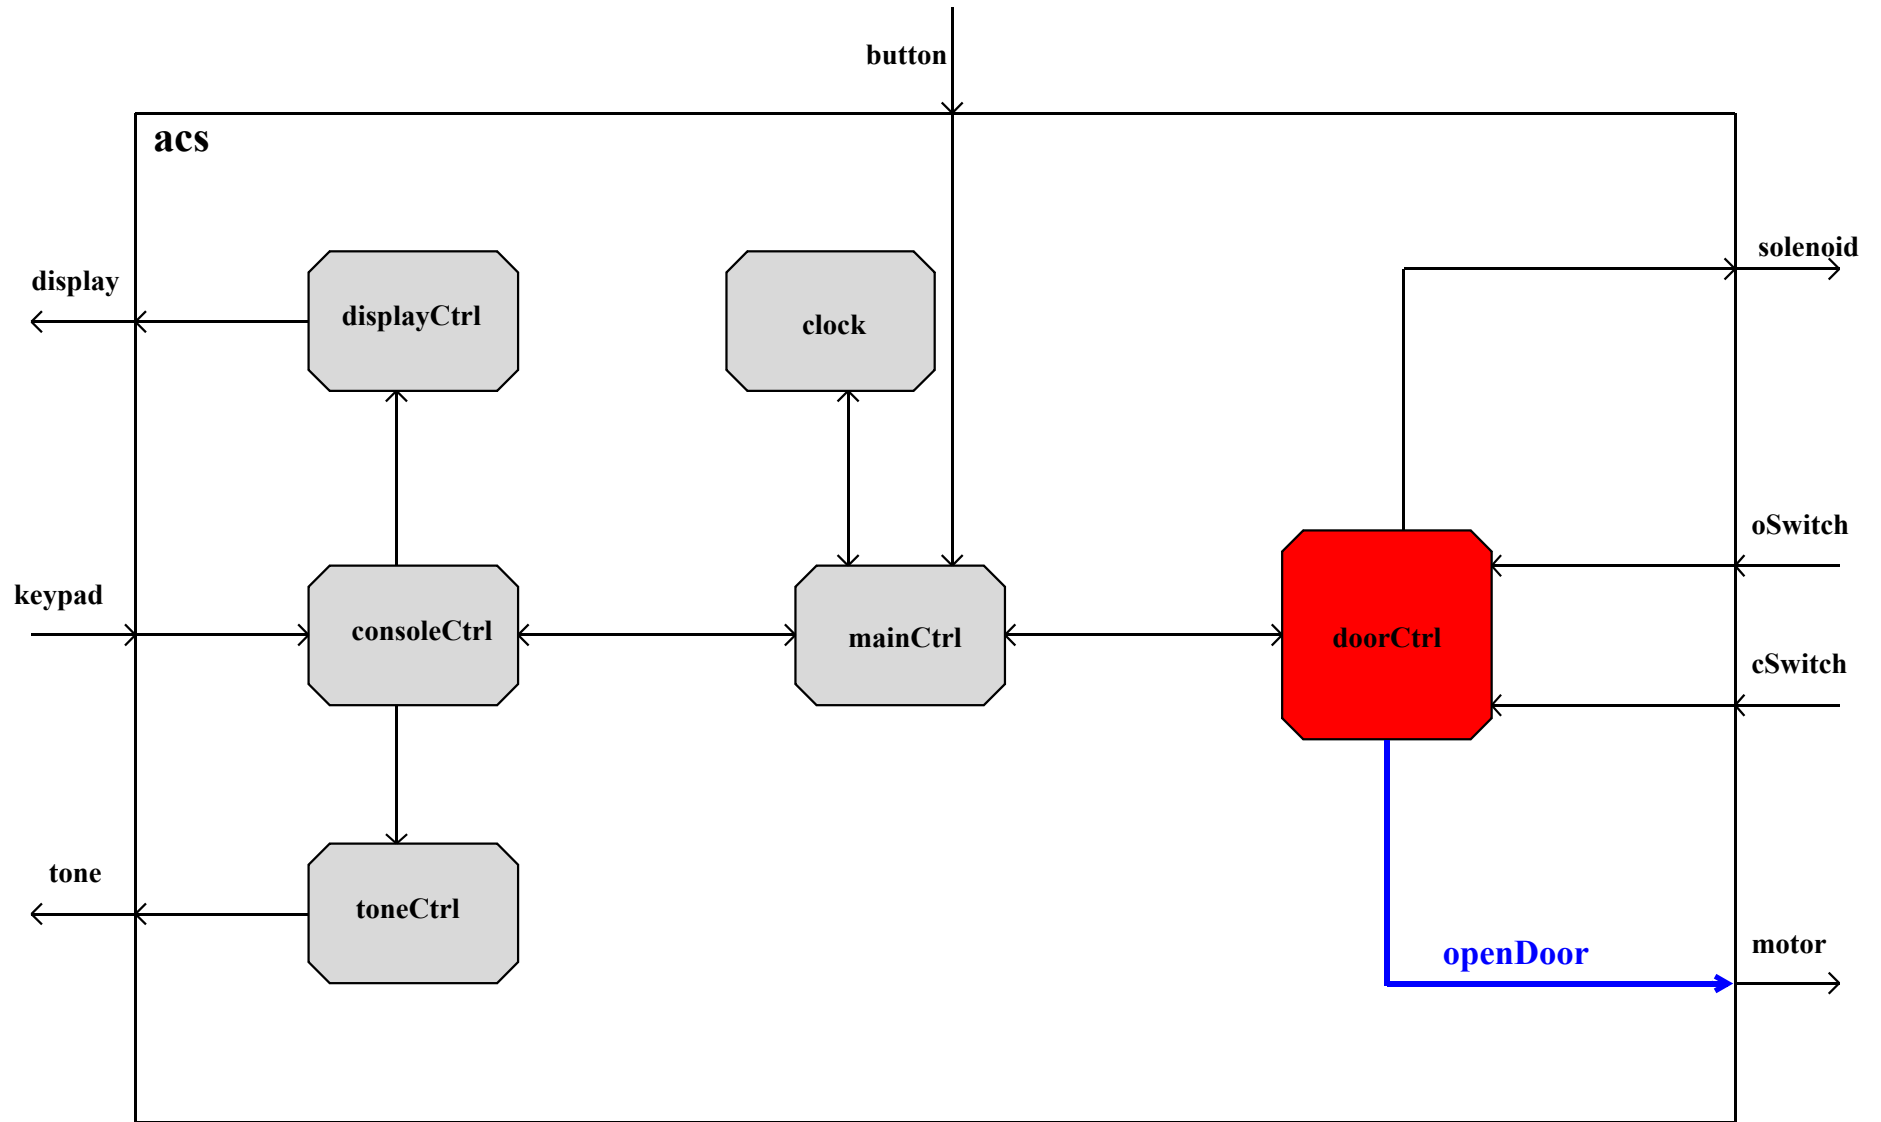 button
acs
solenoid
display
displayCtrl
clock
oSwitch
keypad
consoleCtrl
mainCtrl
doorCtrl
cSwitch
tone
toneCtrl
openDoor
motor